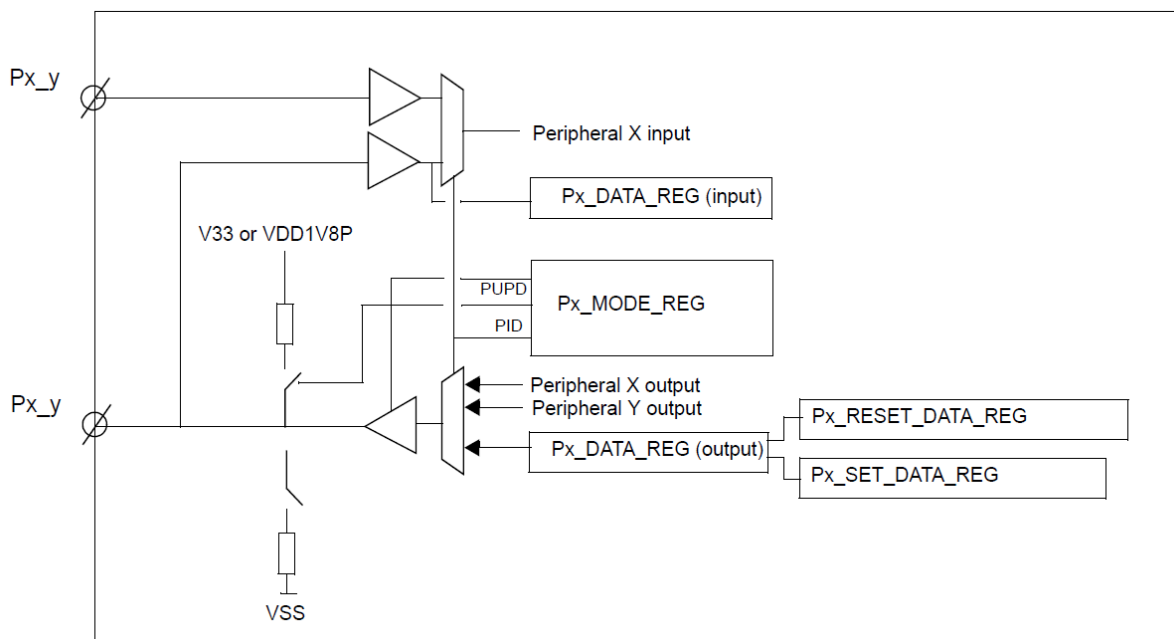 Px_y
Peripheral X input
Px_DATA_REG (input)
V33 or VDD1V8P
PUPD
Px_MODE_REG
PID
Peripheral X output
Px_y
Peripheral Y output
Px_RESET_DATA_REG
Px_DATA_REG (output)
Px_SET_DATA_REG
VSS